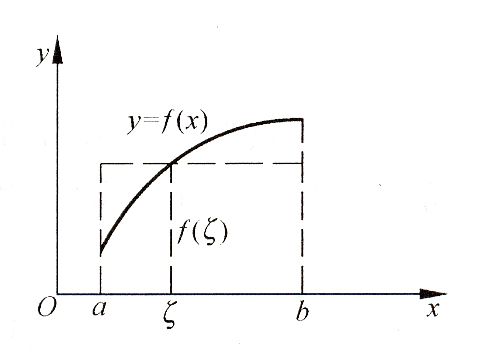 y
y=f(x)
f(ζ)
O a ζ b x